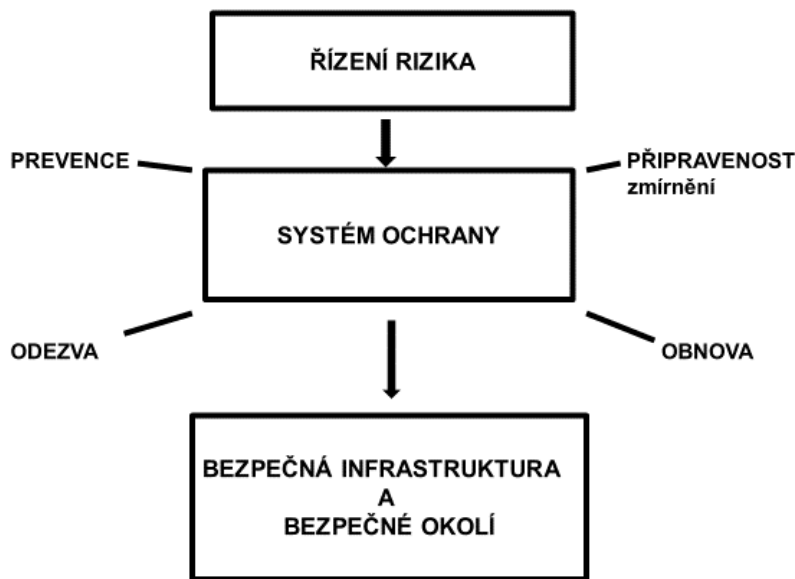 ŘÍZENÍ RIZIKA
PREVENCE
PŘIPRAVENOST
zmírnění
SYSTÉM OCHRANY
ODEZVA
OBNOVA
BEZPEČNÁ INFRASTRUKTURA
A
BEZPEČNÉ OKOLÍ